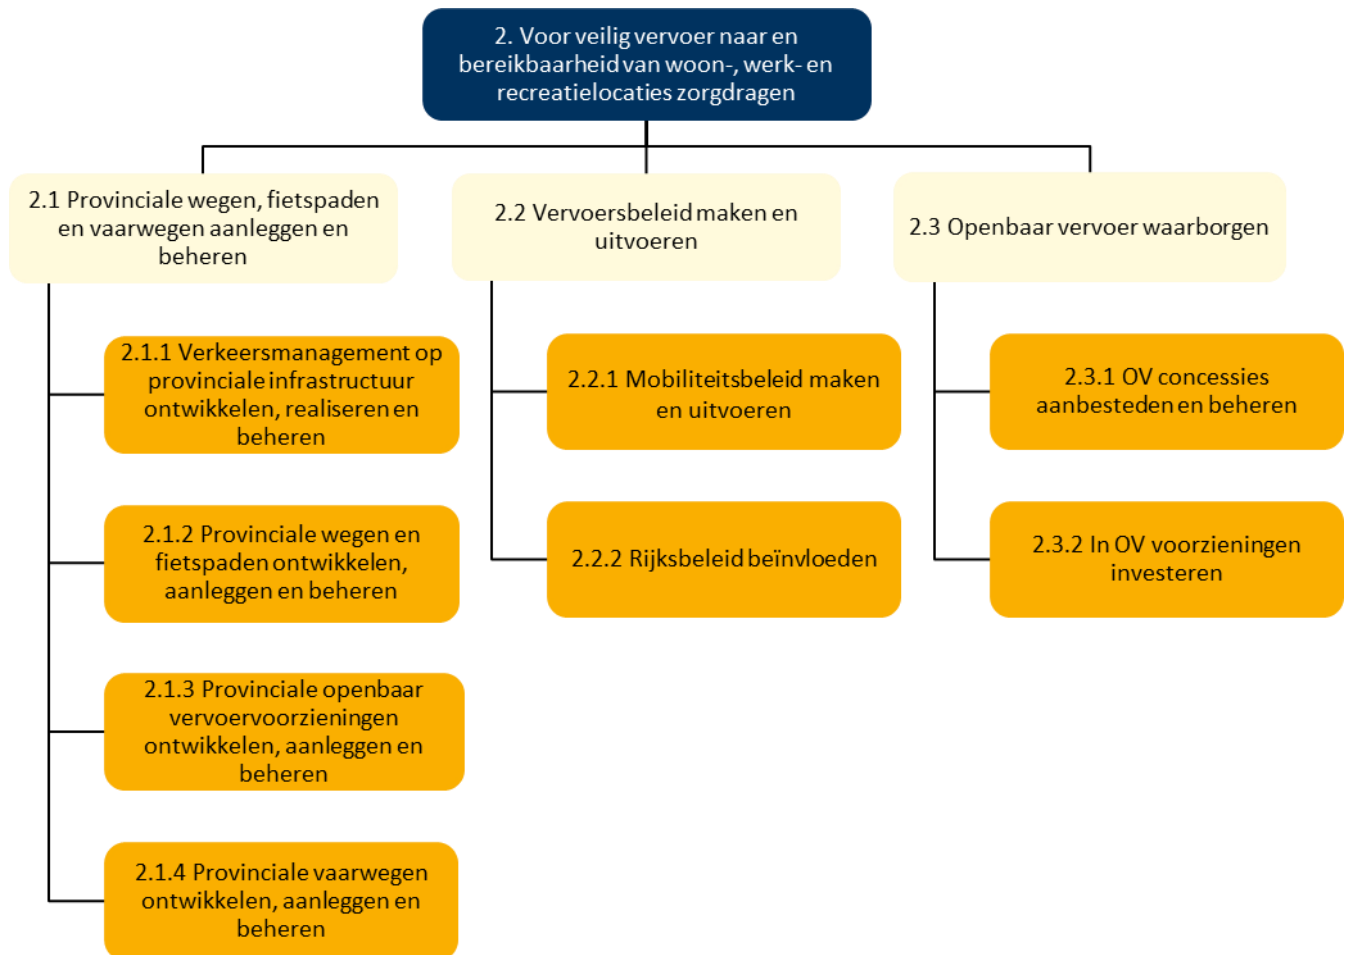 2. Voor veilig vervoer naar en
bereikbaarheid van woon-, werk- en
recreatielocaties zorgdragen
2.1 Provinciale wegen, fietspaden
en vaarwegen aanleggen en
beheren
2.1.1 Verkeersmanagement op
provinciale infrastructuur
ontwikkelen, realiseren en
beheren
2.1.2 Provinciale wegen en
fietspaden ontwikkelen,
aanleggen en beheren
2.1.3 Provinciale openbaar
vervoervoorzieningen
ontwikkelen, aanleggen en
beheren
2.1.4 Provinciale vaarwegen
ontwikkelen, aanleggen en
beheren
2.2 Vervoersbeleid maken en
uitvoeren
2.2.1 Mobiliteitsbeleid maken
en uitvoeren
2.2.2 Rijksbeleid beïnvloeden
2.3 Openbaar vervoer waarborgen
2.3.1 OV concessies
aanbesteden en beheren
2.3.2 In OV voorzieningen
investeren